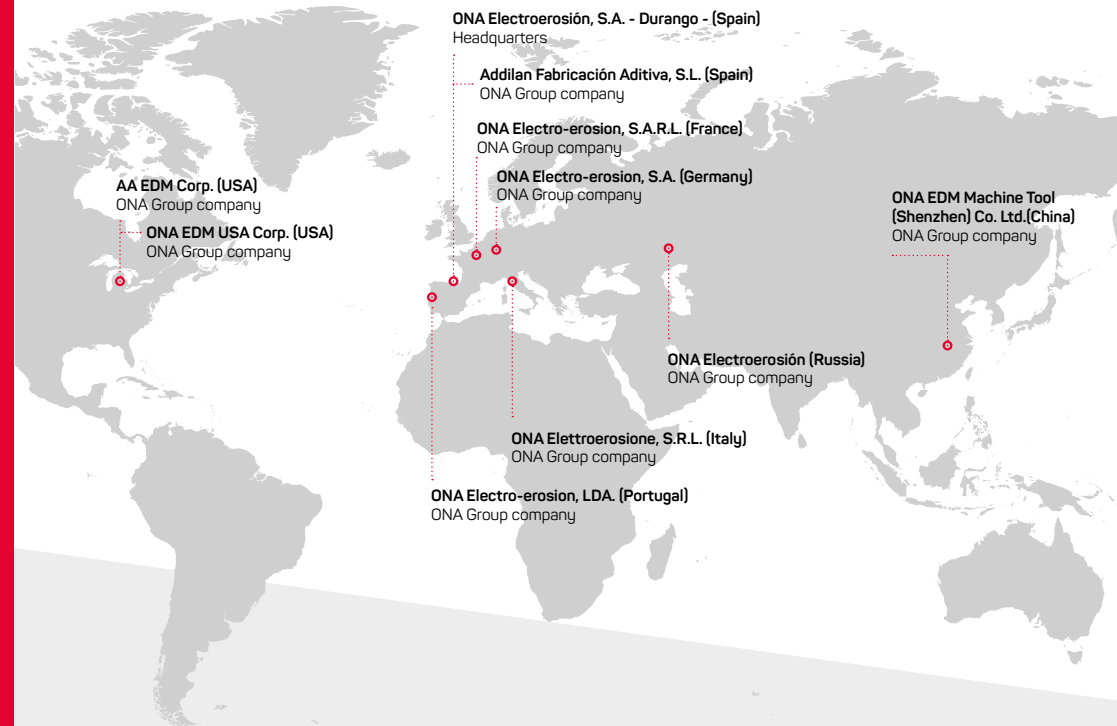 ONA Electroerosión, S.A. - Durango - (Spain)
Headquarters
Addilan Fabricación Aditiva, S.L. (Spain)
ONA Group company
ONA Electro-erosion, S.A.R.L. (France)
ONA Group company
ONA Electro-erosion, S.A. (Germany)
ONA Group company
AA EDM Corp. (USA)
ONA Group company
ONA EDM USA Corp. (USA)
ONA Group company
ONA EDM Machine Tool
(Shenzhen) Co. Ltd.(China)
ONA Group company
ONA Electroerosión (Russia)
ONA Group company
ONA Elettroerosione, S.R.L. (Italy)
ONA Group company
ONA Electro-erosion, LDA. (Portugal)
ONA Group company